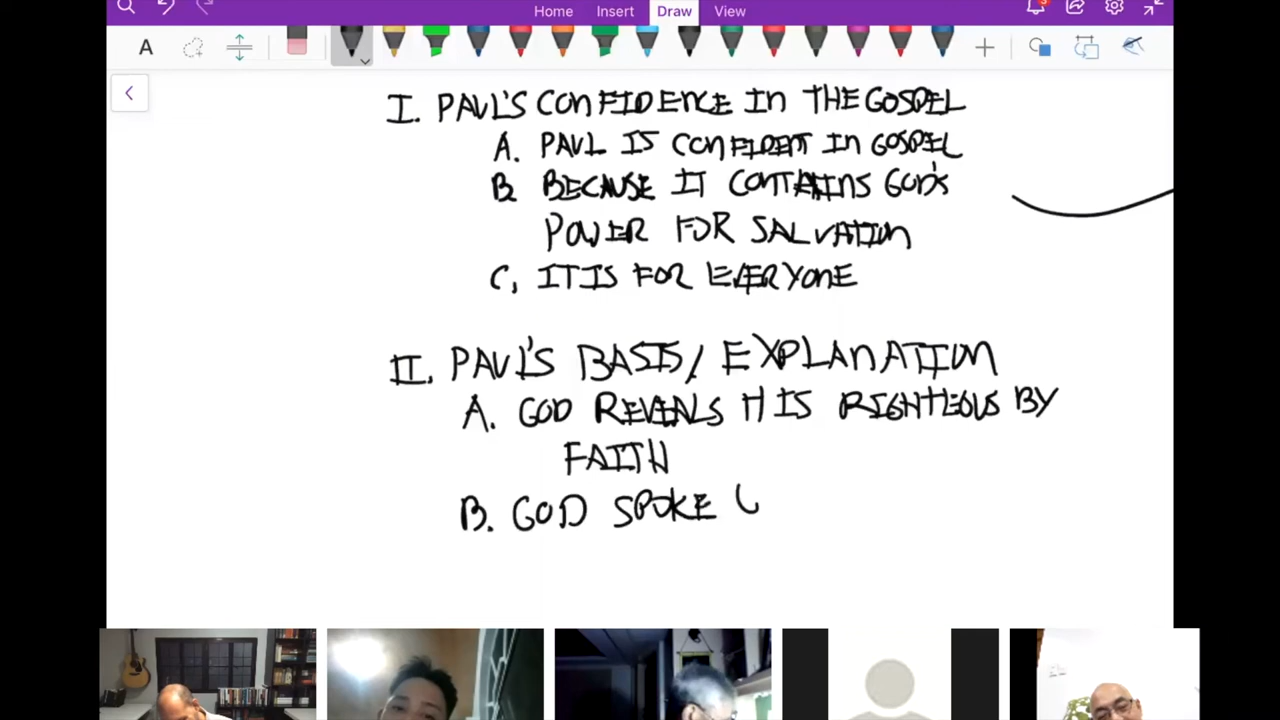 Home Insert Draw View
A
I. PAUL'S CONFIDENCE IN THE GOSPEL
A. PAUL IS CONFIDENT IN GOSPEL
B. BECAUSE IT CONTAINS GOD'S
POWER FOR SALVATION
C. IT IS FOR EVERYONE
II. PAUL'S BASIS/EXPLANATION
A. GOD REVEALS HIS RIGHTEOUS BY
FAITH
B. GOD SPOKE